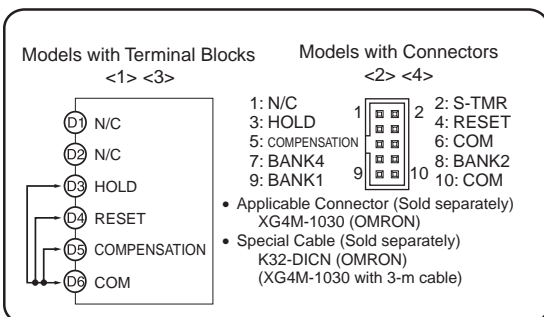 Models with Terminal Blocks
<1> <3>
D1 N/C
D2 N/C
D3 HOLD
D4 RESET
D5 COMPENSATION
D6 COM
Models with Connectors
<2> <4>
1: N/C
3: HOLD
5: COMPENSATION
7: BANK4
9: BANK1
1 2
9 10
2: S-TMR
4: RESET
6: COM
8: BANK2
10: COM
• Applicable Connector (Sold separately)
XG4M-1030 (OMRON)
• Special Cable (Sold separately)
K32-DICN (OMRON)
(XG4M-1030 with 3-m cable)